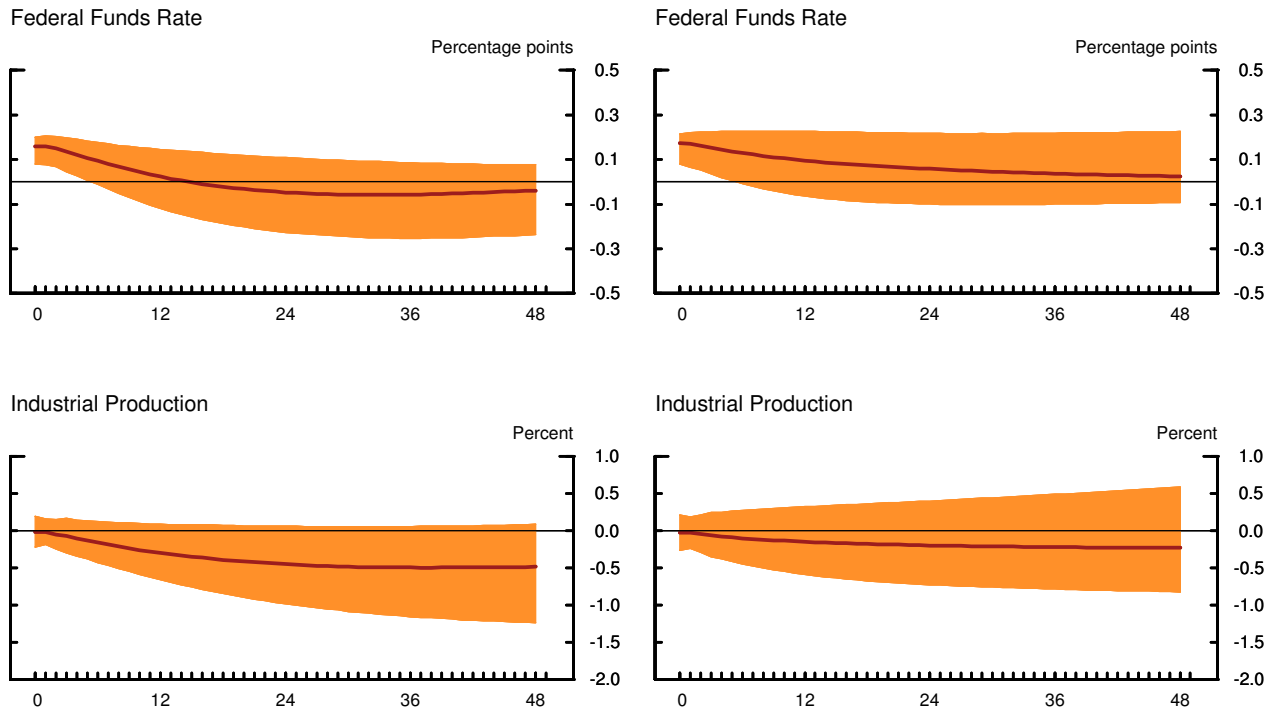 Federal Funds Rate
Percentage points
0.5
0.3
0.1
-0.1
-0.3
-0.5
0 12 24 36 48
Federal Funds Rate
Percentage points
0.5
0.3
0.1
-0.1
-0.3
-0.5
0 12 24 36 48
Industrial Production
Percent
1.0
0.5
0.0
-0.5
-1.0
-1.5
-2.0
0 12 24 36 48
Industrial Production
Percent
1.0
0.5
0.0
-0.5
-1.0
-1.5
-2.0
0 12 24 36 48